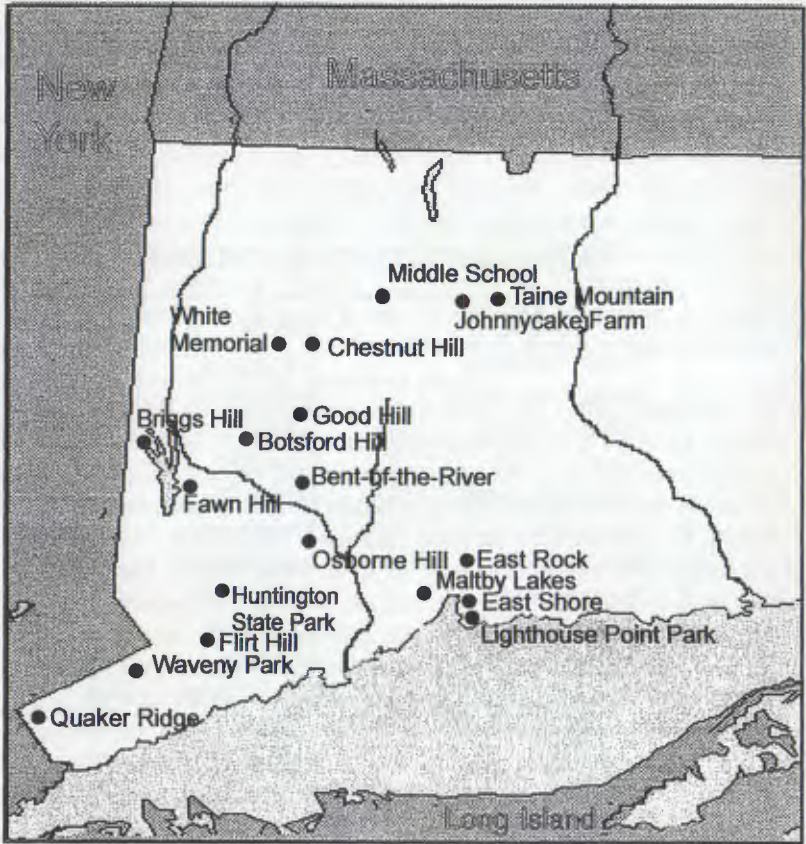 New
York
Massachusetts
Middle School
Taine Mountain
Johnnycake Farm
White
Memorial
Chestnut Hill
Good Hill
Briggs Hill
Botsford Hill
Bent-of-the-River
Fawn Hill
Osborne Hill
East Rock
Maltby Lakes
Huntington
State Park
East Shore
Lighthouse Point Park
Flirt Hill
Waveny Park
Quaker Ridge
Long Island